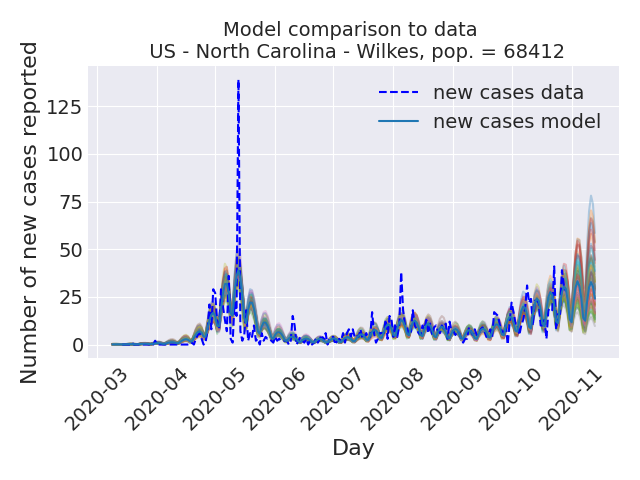 Model comparison to data
US - North Carolina - Wilkes, pop. = 68412
Number of new cases reported
125
100
75
50
25
0
new cases data
new cases model
2020-03
2020-04
2020-05
2020-06
2020-07
2020-08
2020-09
2020-10
2020-11
Day